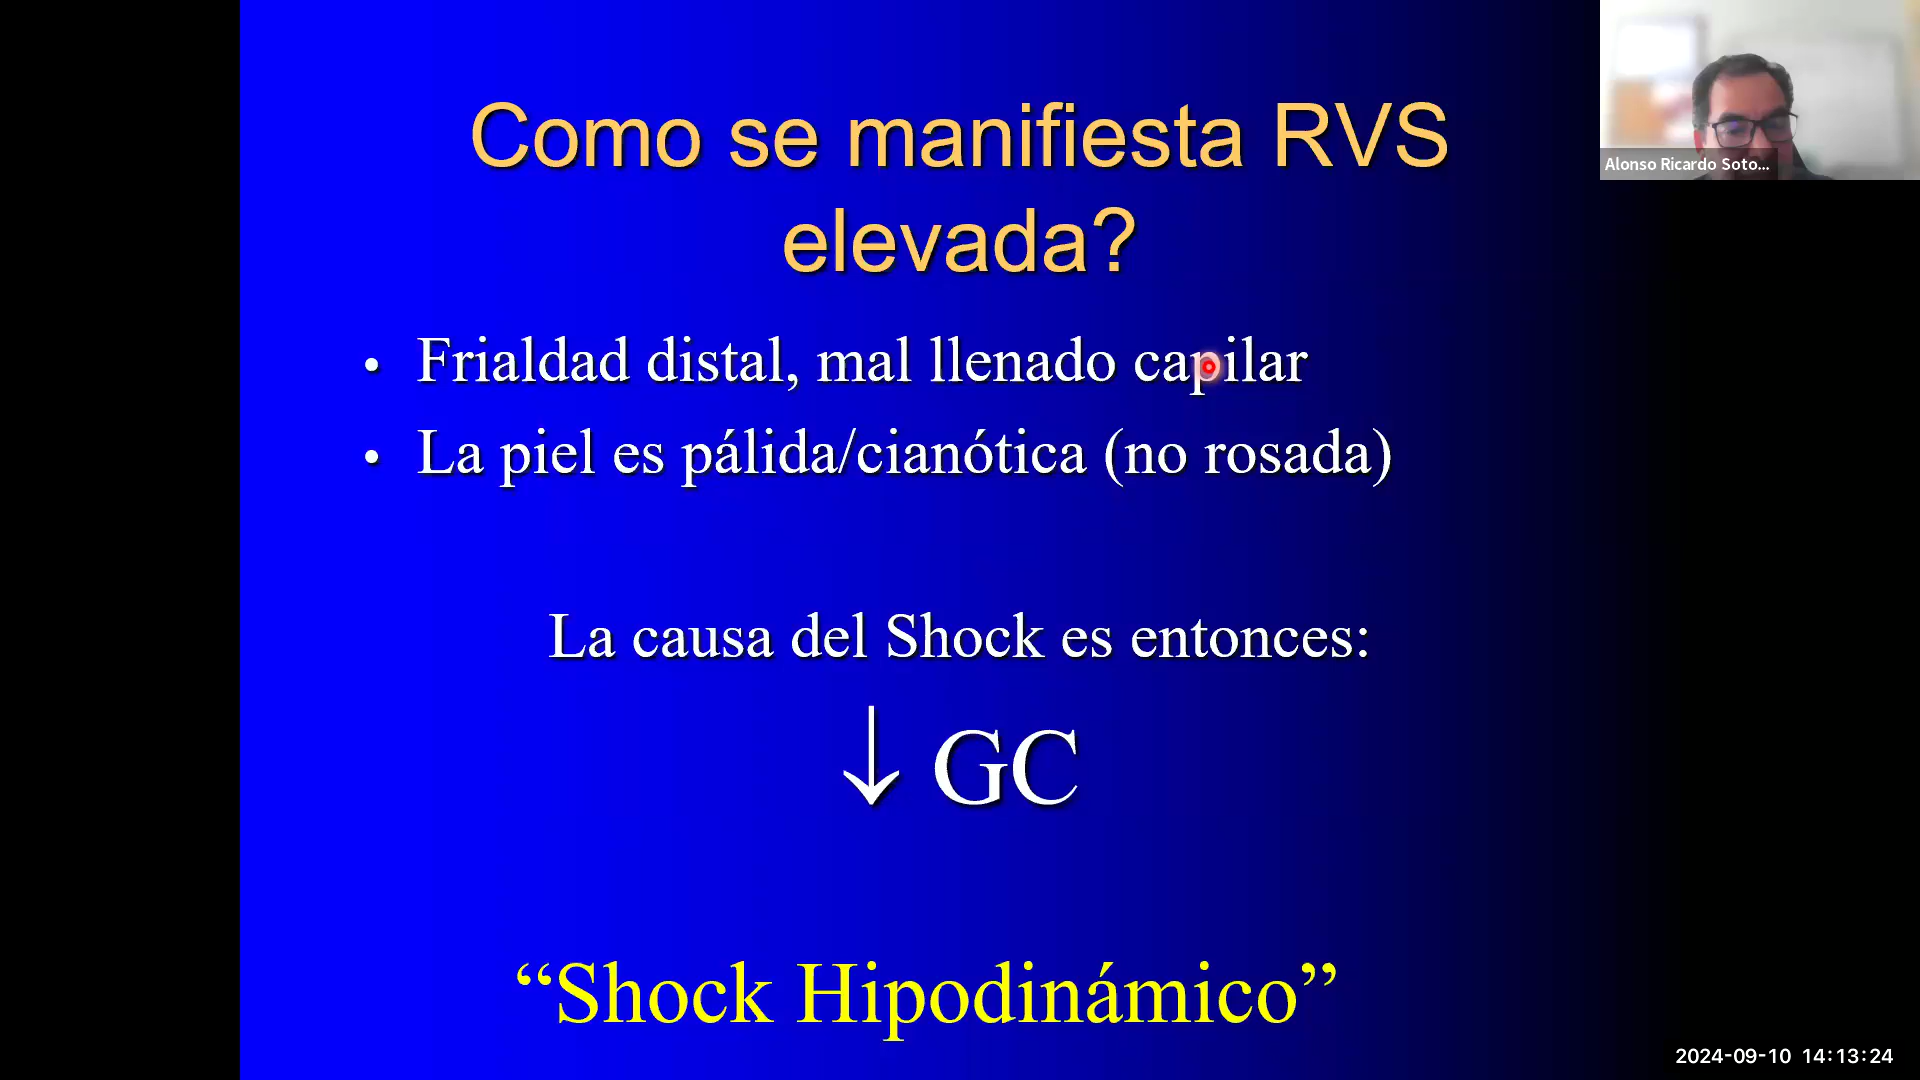 Como se manifiesta RVS
elevada?
• Frialdad distal, mal llenado capilar
• La piel es pálida/cianótica (no rosada)
La causa del Shock es entonces:
↓ GC
“Shock Hipodinámico”
Alonso Ricardo Soto...
2024-09-10 14:13:24